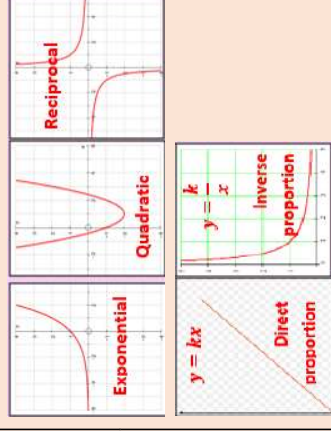 Exponential
Quadratic
Reciprocal
y = kx
Direct
proportion
y = k/x
Inverse
proportion